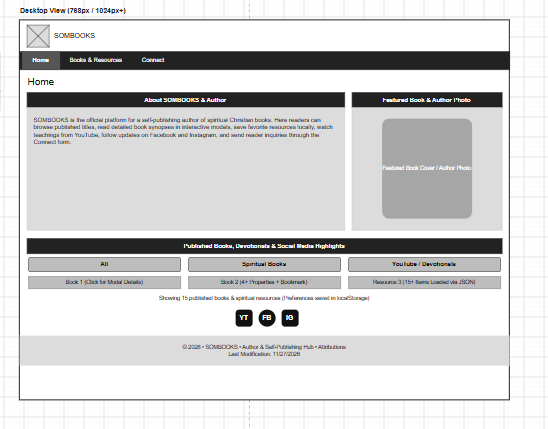 Desktop View (768px / 1024px+)
SOMBOOKS
Home
Books & Resources
Connect
Home
About SOMBOOKS & Author
Featured Book & Author Photo
SOMBOOKS is the official platform for a self-publishing author of spiritual Christian books. Here readers can
browse published titles, read detailed book synopses in interactive modals, save favorite resources locally, watch
teachings from YouTube, follow updates on Facebook and Instagram, and send reader inquiries through the
Connect form.
Featured Book Cover / Author Photo
Published Books, Devotionals & Social Media Highlights
All
Spiritual Books
YouTube / Devotionals
Book 1 (Click for Modal Details)
Book 2 (4+ Properties + Bookmark)
Resource 3 (15+ Items Loaded via JSON)
Showing 15 published books & spiritual resources (Preferences saved in localStorage)
YT
FB
IG
© 2026 • SOMBOOKS • Author & Self-Publishing Hub • Attributions
Last Modification: 11/27/2026